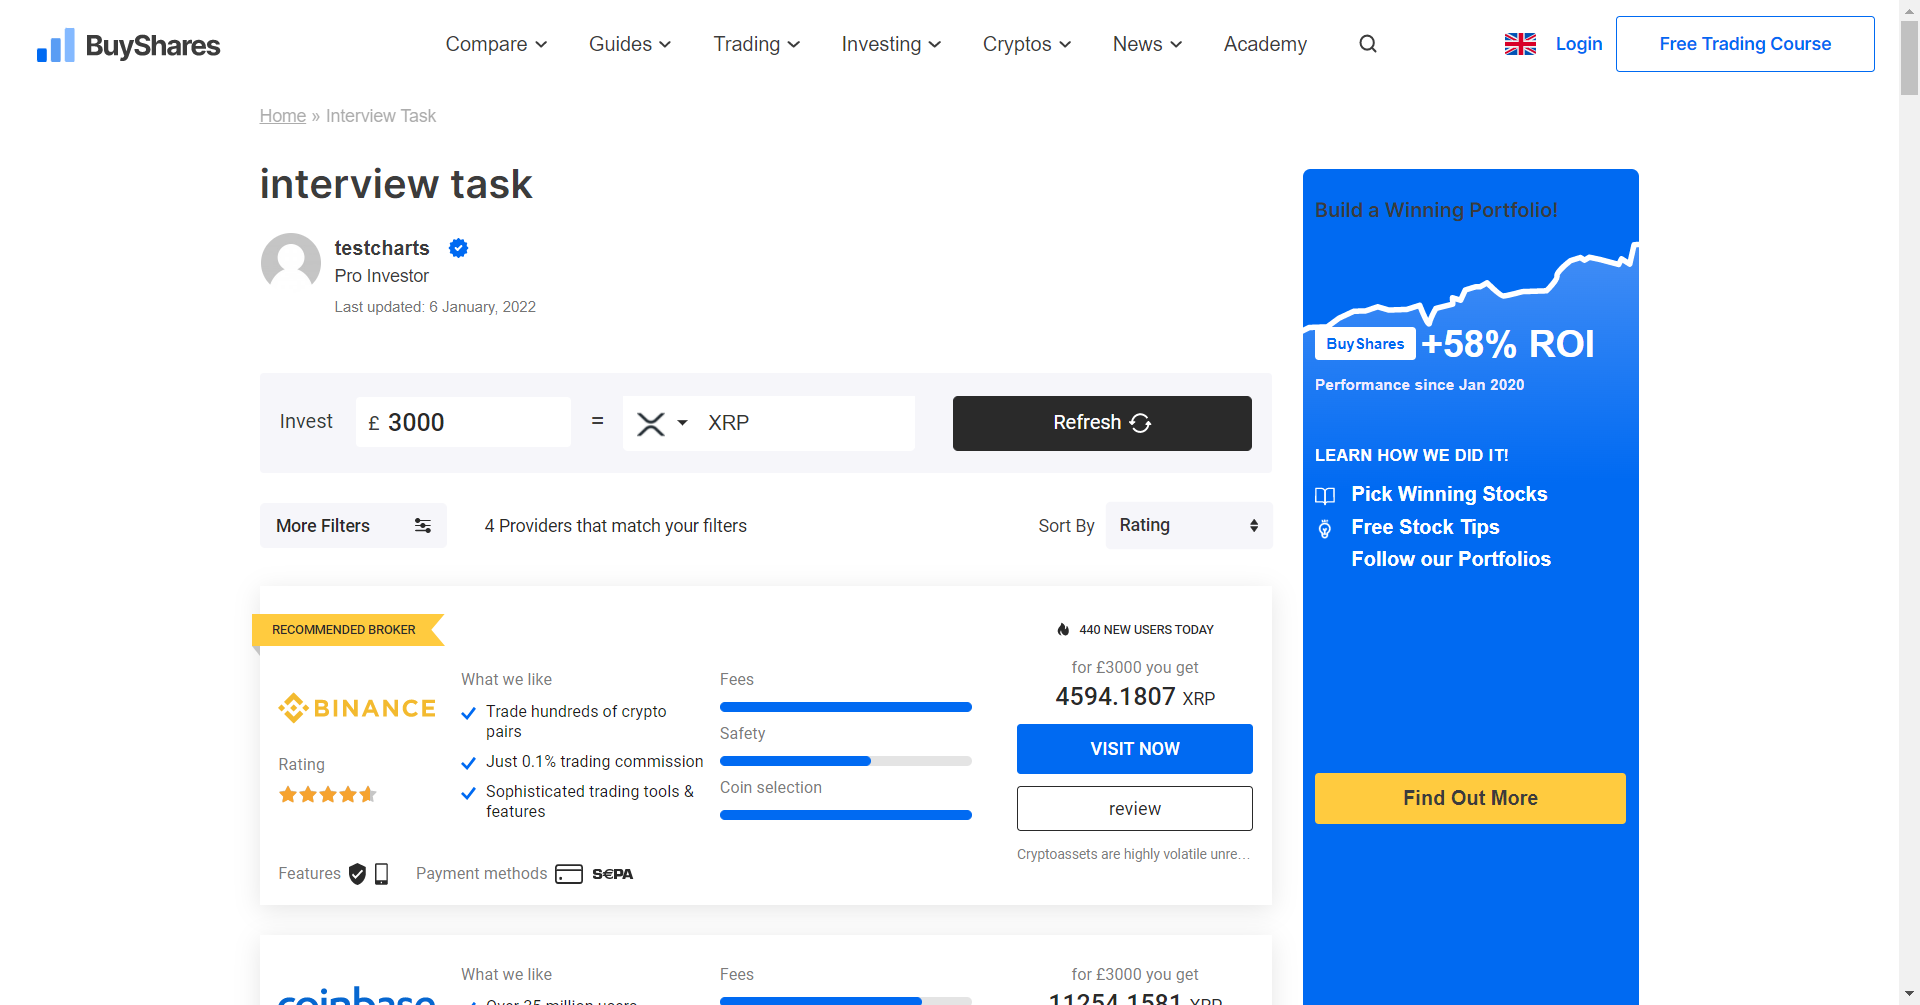 BuyShares
Compare
Guides
Trading
Investing
Cryptos
News
Academy
Login
Free Trading Course
Home » Interview Task
interview task
testcharts
Pro Investor
Last updated: 6 January, 2022
Invest
£ 3000
=
XRP
Refresh
More Filters
4 Providers that match your filters
Sort By
Rating
RECOMMENDED BROKER
BINANCE
Rating
What we like
Trade hundreds of crypto
pairs
Just 0.1% trading commission
Sophisticated trading tools &
features
Fees
Safety
Coin selection
440 NEW USERS TODAY
for £3000 you get
4594.1807 XRP
VISIT NOW
review
Cryptoassets are highly volatile unre...
Features
Payment methods
S€PA
coinbase
What we like
Over 35 million users
Fees
for £3000 you get
11254.1581 XRP
Build a Winning Portfolio!
BuyShares +58% ROI
Performance since Jan 2020
LEARN HOW WE DID IT!
Pick Winning Stocks
Free Stock Tips
Follow our Portfolios
Find Out More